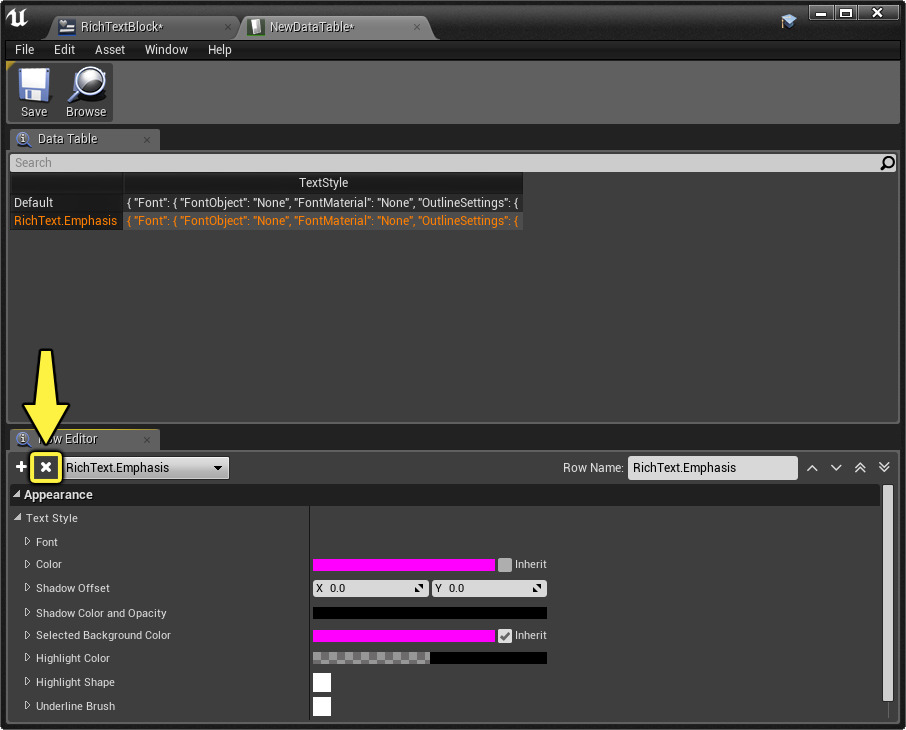 RichTextBlock* NewDataTable*
File Edit Asset Window Help
Save Browse
Data Table
Search
TextStyle
Default { "Font": { "FontObject": "None", "FontMaterial": "None", "OutlineSettings": {
RichText.Emphasis { "Font": { "FontObject": "None", "FontMaterial": "None", "OutlineSettings": {
Editor
RichText.Emphasis Row Name: RichText.Emphasis
Appearance
Text Style
Font
Color Inherit
Shadow Offset X 0.0 Y 0.0
Shadow Color and Opacity
Selected Background Color Inherit
Highlight Color
Highlight Shape
Underline Brush